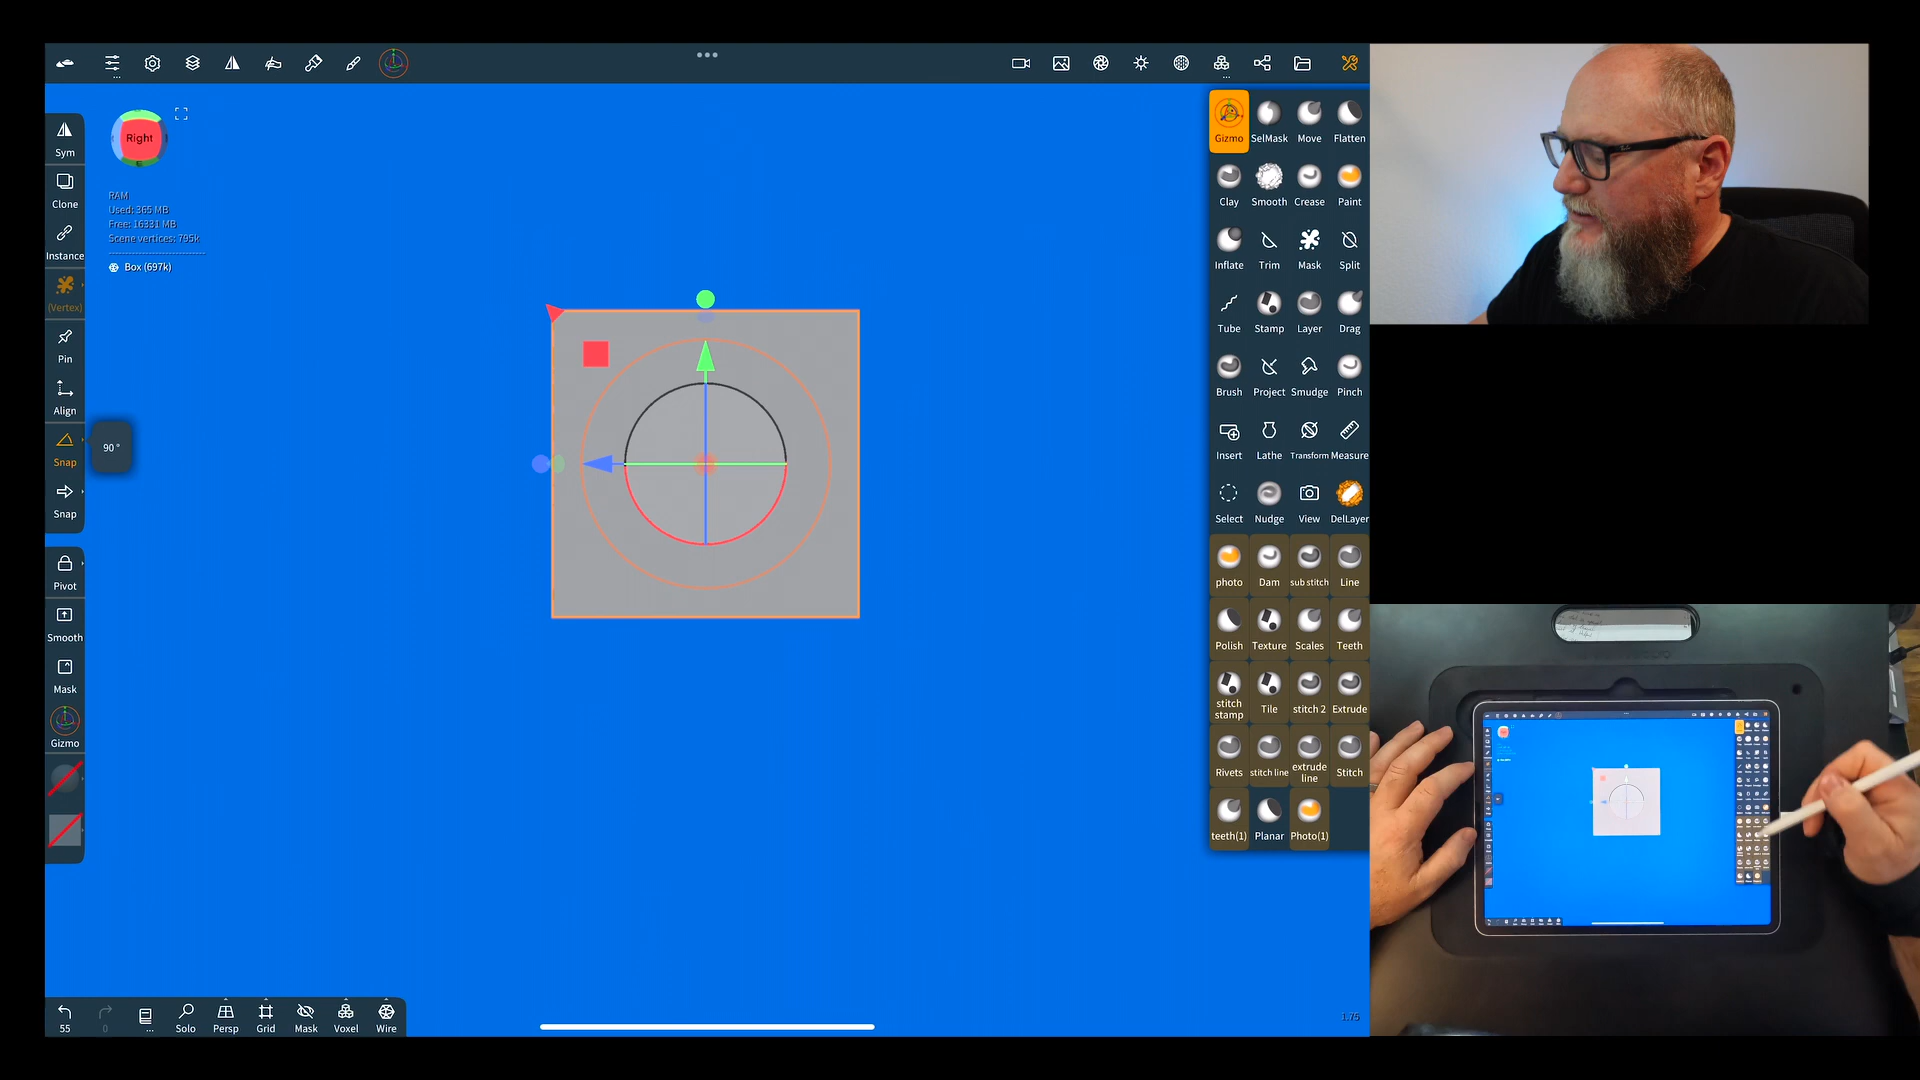 Right
RAM
Used: 365 MB
Free: 16331 MB
Scene vertices: 795k
Box (697k)
Sym
Clone
Instance
(Vertex)
Pin
Align
Snap
90°
Snap
Pivot
Smooth
Mask
Gizmo
Gizmo SelMask Move Flatten
Clay Smooth Crease Paint
Inflate Trim Mask Split
Tube Stamp Layer Drag
Brush Project Smudge Pinch
Insert Lathe Transform Measure
Select Nudge View DelLayer
photo Dam sub stitch Line
Polish Texture Scales Teeth
stitch stamp Tile stitch 2 Extrude
Rivets stitch line extrude line Stitch
teeth(1) Planar Photo(1)
55 0 Solo Persp Grid Mask Voxel Wire
1.75